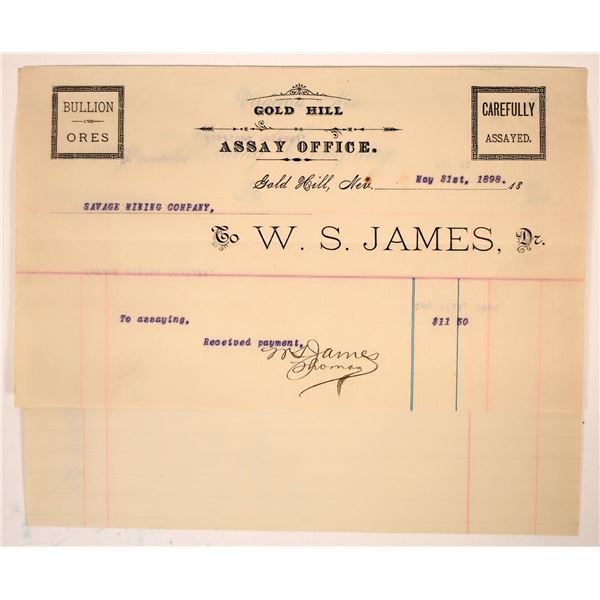 BULLION
AND
ORES
GOLD HILL
ASSAY OFFICE.
CAREFULLY
ASSAYED.
Gold Hill, Nev. May 31st, 1898. 18
SAVAGE MINING COMPANY,
To W. S. JAMES, Dr.
To assaying, $11 50
Received payment,
W S James
Thomas